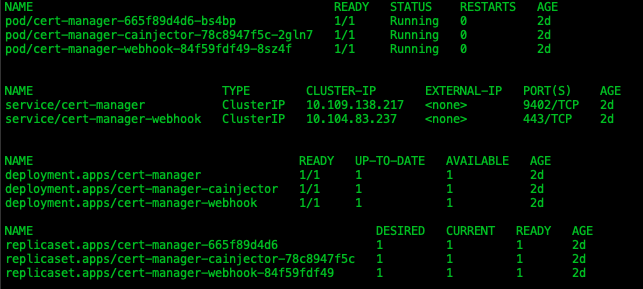 NAME READY STATUS RESTARTS AGE
pod/cert-manager-665f89d4d6-bs4bp 1/1 Running 0 2d
pod/cert-manager-cainjector-78c8947f5c-2gln7 1/1 Running 0 2d
pod/cert-manager-webhook-84f59fdf49-8sz4f 1/1 Running 0 2d
NAME TYPE CLUSTER-IP EXTERNAL-IP PORT(S) AGE
service/cert-manager ClusterIP 10.109.138.217 <none> 9402/TCP 2d
service/cert-manager-webhook ClusterIP 10.104.83.237 <none> 443/TCP 2d
NAME READY UP-TO-DATE AVAILABLE AGE
deployment.apps/cert-manager 1/1 1 1 2d
deployment.apps/cert-manager-cainjector 1/1 1 1 2d
deployment.apps/cert-manager-webhook 1/1 1 1 2d
NAME DESIRED CURRENT READY AGE
replicaset.apps/cert-manager-665f89d4d6 1 1 1 2d
replicaset.apps/cert-manager-cainjector-78c8947f5c 1 1 1 2d
replicaset.apps/cert-manager-webhook-84f59fdf49 1 1 1 2d